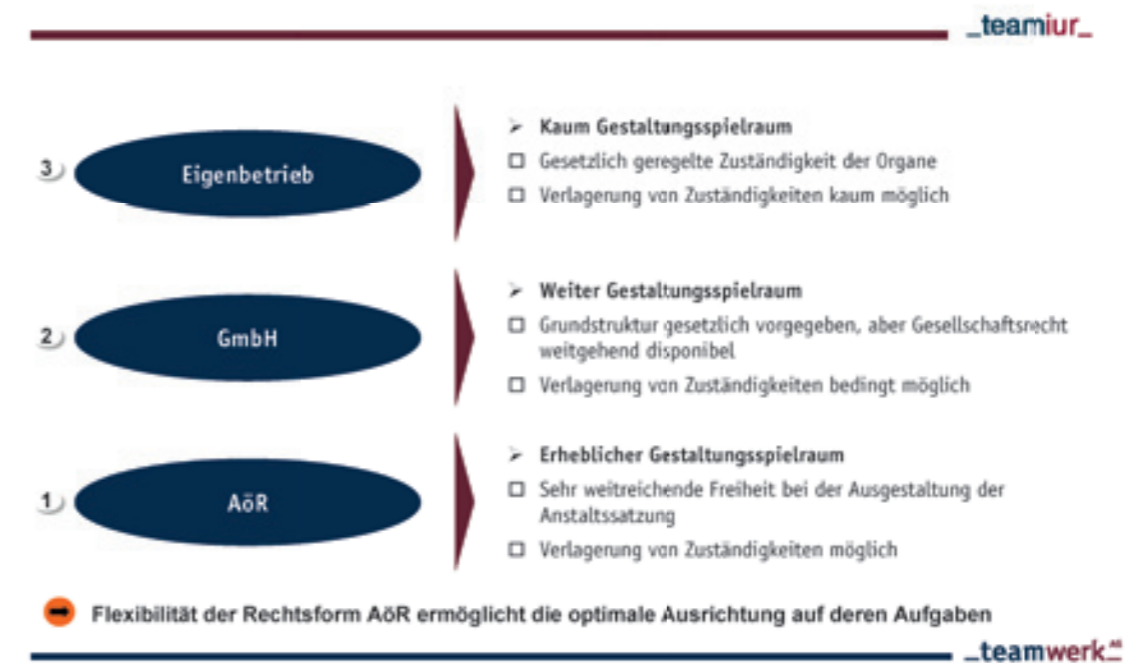 _teamiur_
3
Eigenbetrieb
➢ Kaum Gestaltungsspielraum
☐ Gesetzlich geregelte Zuständigkeit der Organe
☐ Verlagerung von Zuständigkeiten kaum möglich
2
GmbH
➢ Weiter Gestaltungsspielraum
☐ Grundstruktur gesetzlich vorgegeben, aber Gesellschaftsrecht
weitgehend disponibel
☐ Verlagerung von Zuständigkeiten bedingt möglich
1
AöR
➢ Erheblicher Gestaltungsspielraum
☐ Sehr weitreichende Freiheit bei der Ausgestaltung der
Anstaltssatzung
☐ Verlagerung von Zuständigkeiten möglich
Flexibilität der Rechtsform AöR ermöglicht die optimale Ausrichtung auf deren Aufgaben
_teamwerk_AG